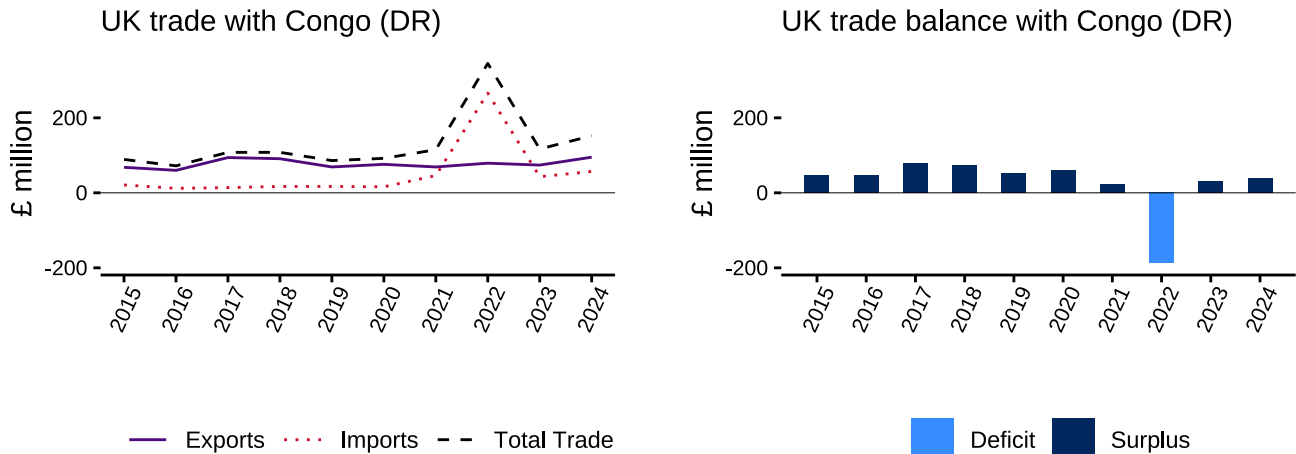 UK trade with Congo (DR)
£ million
200
0
-200
2015 2016 2017 2018 2019 2020 2021 2022 2023 2024
Exports Imports Total Trade
UK trade balance with Congo (DR)
£ million
200
0
-200
2015 2016 2017 2018 2019 2020 2021 2022 2023 2024
Deficit Surplus